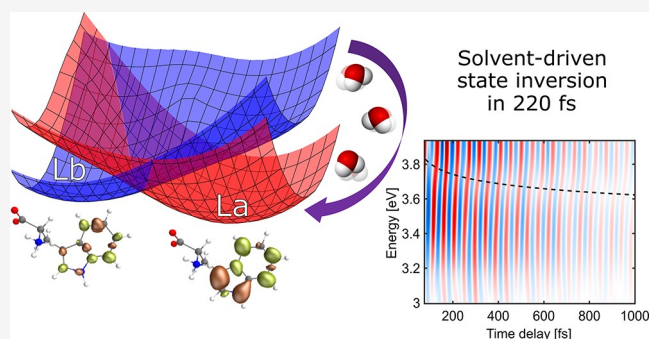 Lb
La
Solvent-driven
state inversion
in 220 fs
Energy [eV]
3.8
3.6
3.4
3.2
3
200 400 600 800 1000
Time delay [fs]